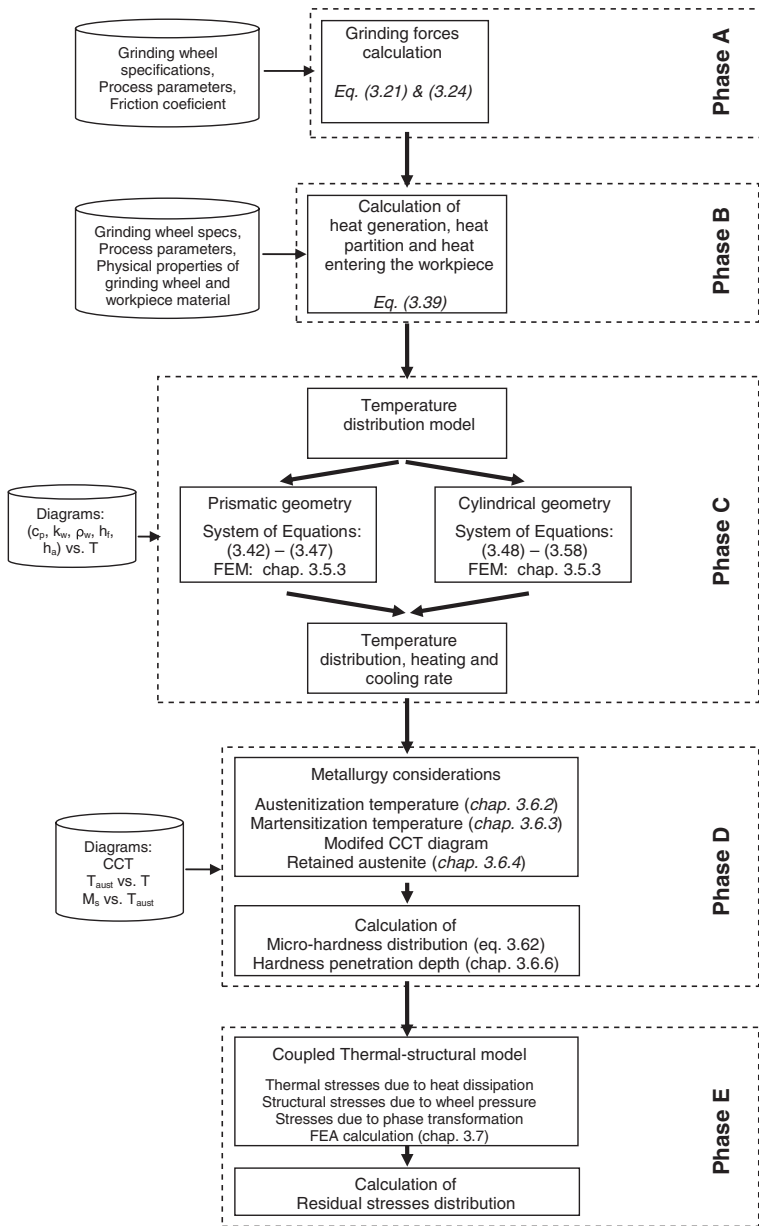 Grinding wheel
specifications,
Process parameters,
Friction coeficient
Grinding forces
calculation
Eq. (3.21) & (3.24)
Phase A
Grinding wheel specs,
Process parameters,
Physical properties of
grinding wheel and
workpiece material
Calculation of
heat generation, heat
partition and heat
entering the workpiece
Eq. (3.39)
Phase B
Temperature
distribution model
Diagrams:
(cp, kw, ρw, hf,
ha) vs. T
Prismatic geometry
System of Equations:
(3.42) – (3.47)
FEM: chap. 3.5.3
Cylindrical geometry
System of Equations:
(3.48) – (3.58)
FEM: chap. 3.5.3
Temperature
distribution, heating and
cooling rate
Phase C
Diagrams:
CCT
Taust vs. T
Ms vs. Taust
Metallurgy considerations
Austenitization temperature (chap. 3.6.2)
Martensitization temperature (chap. 3.6.3)
Modifed CCT diagram
Retained austenite (chap. 3.6.4)
Calculation of
Micro-hardness distribution (eq. 3.62)
Hardness penetration depth (chap. 3.6.6)
Phase D
Coupled Thermal-structural model
Thermal stresses due to heat dissipation
Structural stresses due to wheel pressure
Stresses due to phase transformation
FEA calculation (chap. 3.7)
Calculation of
Residual stresses distribution
Phase E